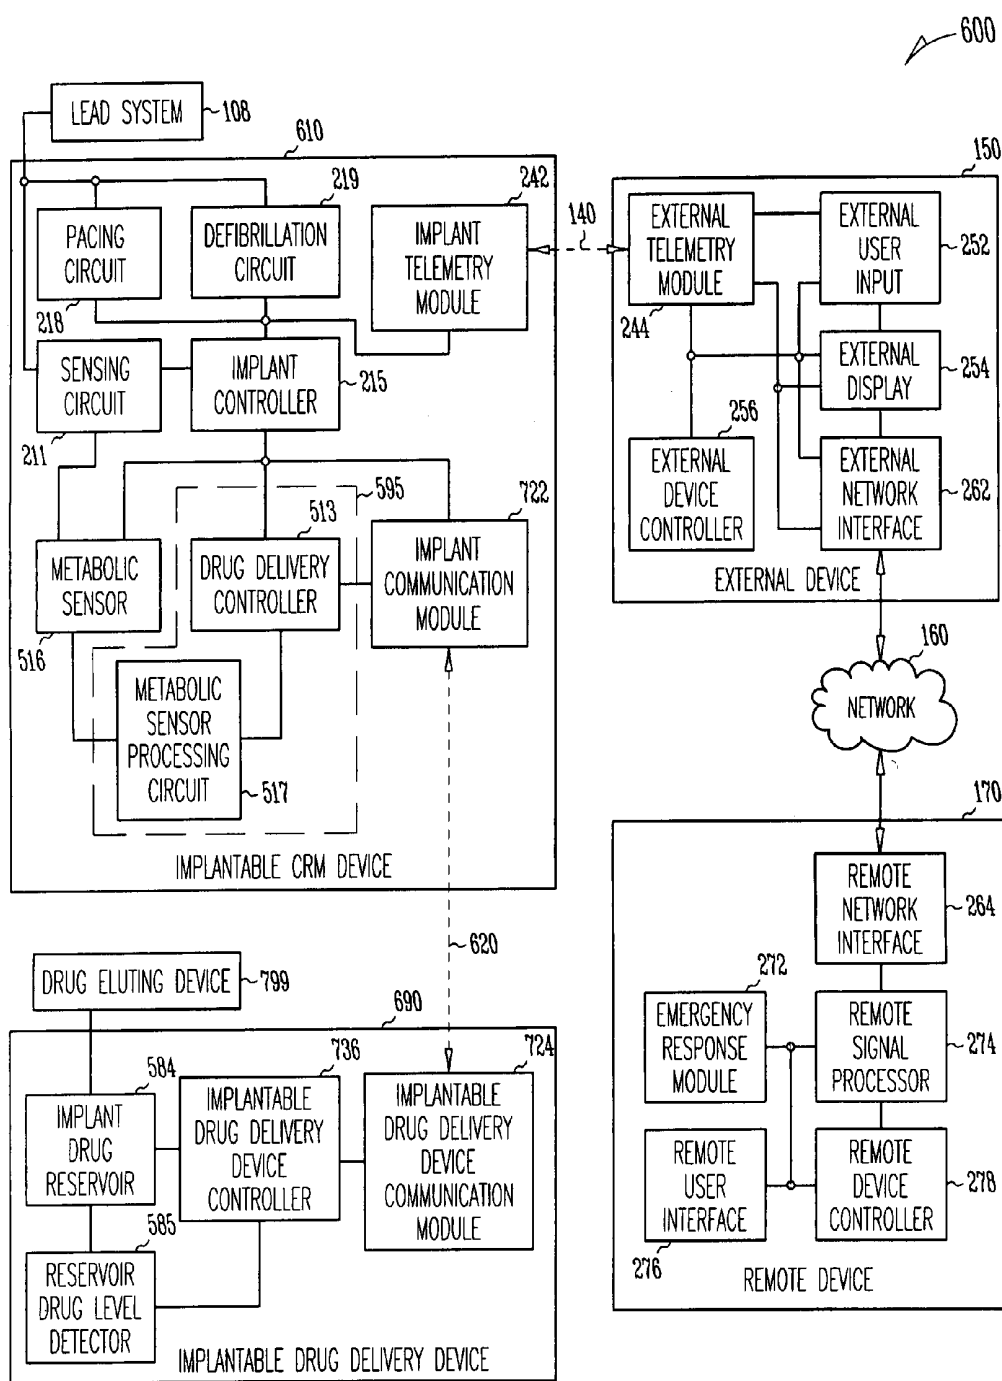 600
LEAD SYSTEM
108
610
PACING
CIRCUIT
218
219
DEFIBRILLATION
CIRCUIT
242
IMPLANT
TELEMETRY
MODULE
140
SENSING
CIRCUIT
211
IMPLANT
CONTROLLER
215
595
513
722
METABOLIC
SENSOR
516
DRUG DELIVERY
CONTROLLER
IMPLANT
COMMUNICATION
MODULE
METABOLIC
SENSOR
PROCESSING
CIRCUIT
517
IMPLANTABLE CRM DEVICE
150
EXTERNAL
TELEMETRY
MODULE
244
EXTERNAL
USER
INPUT
252
EXTERNAL
DISPLAY
254
256
EXTERNAL
DEVICE
CONTROLLER
EXTERNAL
NETWORK
INTERFACE
262
EXTERNAL DEVICE
160
NETWORK
170
REMOTE
NETWORK
INTERFACE
264
272
EMERGENCY
RESPONSE
MODULE
REMOTE
SIGNAL
PROCESSOR
274
REMOTE
USER
INTERFACE
276
REMOTE
DEVICE
CONTROLLER
278
REMOTE DEVICE
620
DRUG ELUTING DEVICE
799
690
584
IMPLANT
DRUG
RESERVOIR
736
IMPLANTABLE
DRUG DELIVERY
DEVICE
CONTROLLER
724
IMPLANTABLE
DRUG DELIVERY
DEVICE
COMMUNICATION
MODULE
585
RESERVOIR
DRUG LEVEL
DETECTOR
IMPLANTABLE DRUG DELIVERY DEVICE